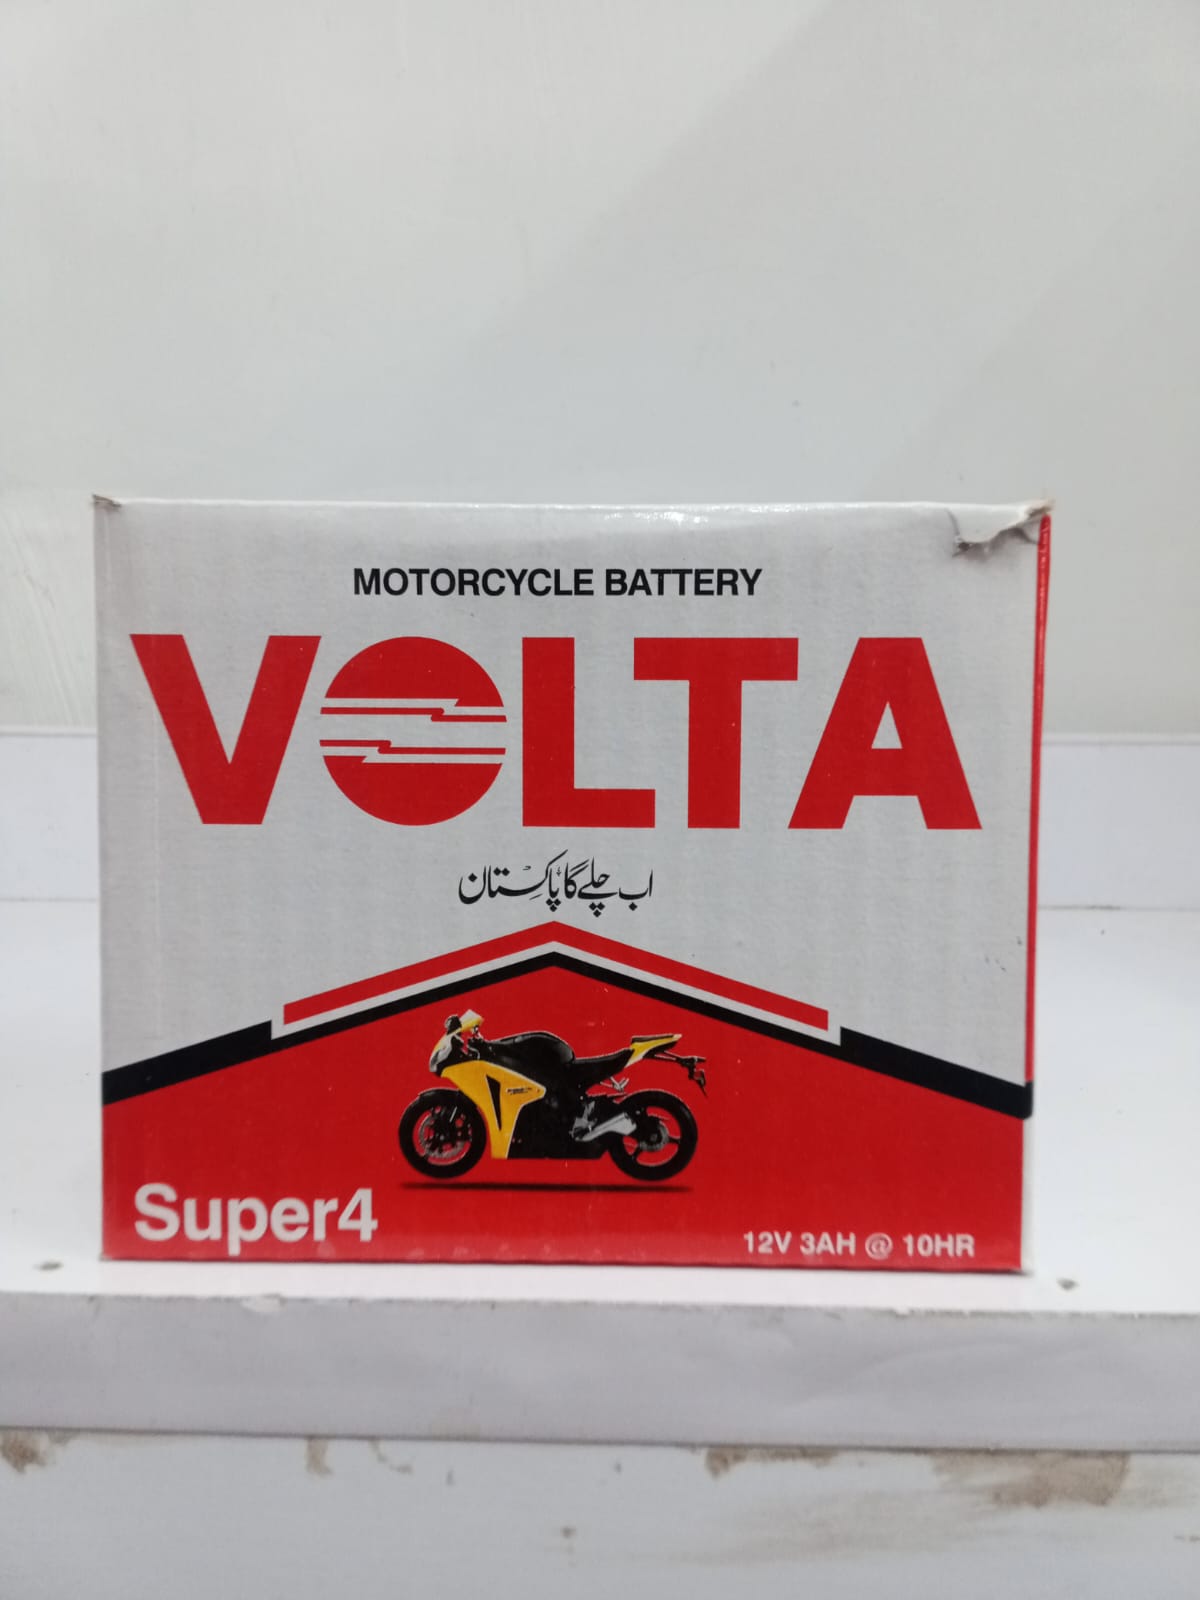 MOTORCYCLE BATTERY
VOLTA
اب چلے گا پاکستان
Super4
12V 3AH @ 10HR